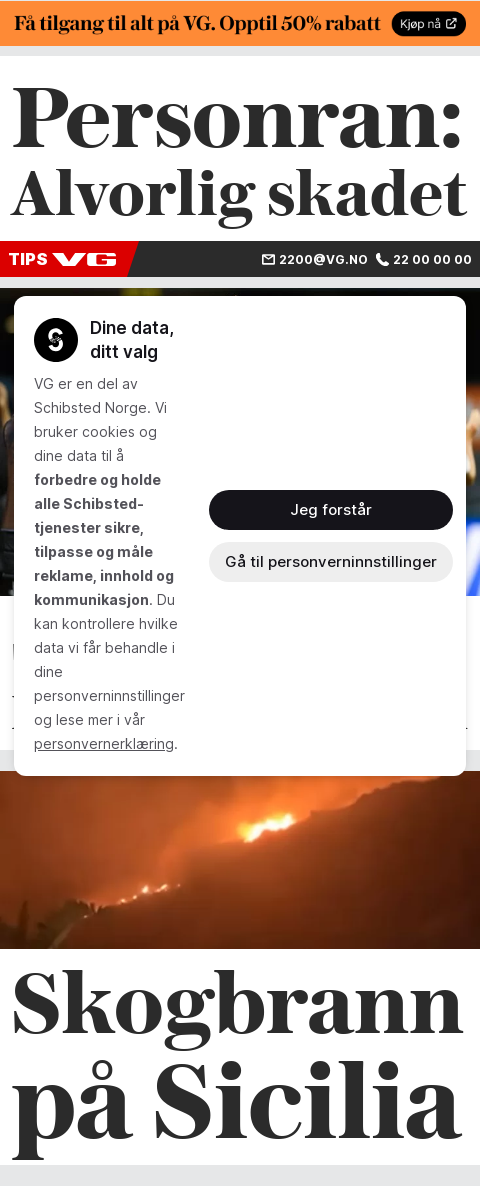 Få tilgang til alt på VG. Opptil 50% rabatt
Kjøp nå
Personran:
Alvorlig skadet
TIPS VG
2200@VG.NO
22 00 00 00
Dine data,
ditt valg
VG er en del av
Schibsted Norge. Vi
bruker cookies og
dine data til å
forbedre og holde
alle Schibsted-
tjenester sikre,
tilpasse og måle
reklame, innhold og
kommunikasjon. Du
kan kontrollere hvilke
data vi får behandle i
dine
personverninnstillinger
og lese mer i vår
personvernerklæring.
Jeg forstår
Gå til personverninnstillinger
Skogbrann
på Sicilia